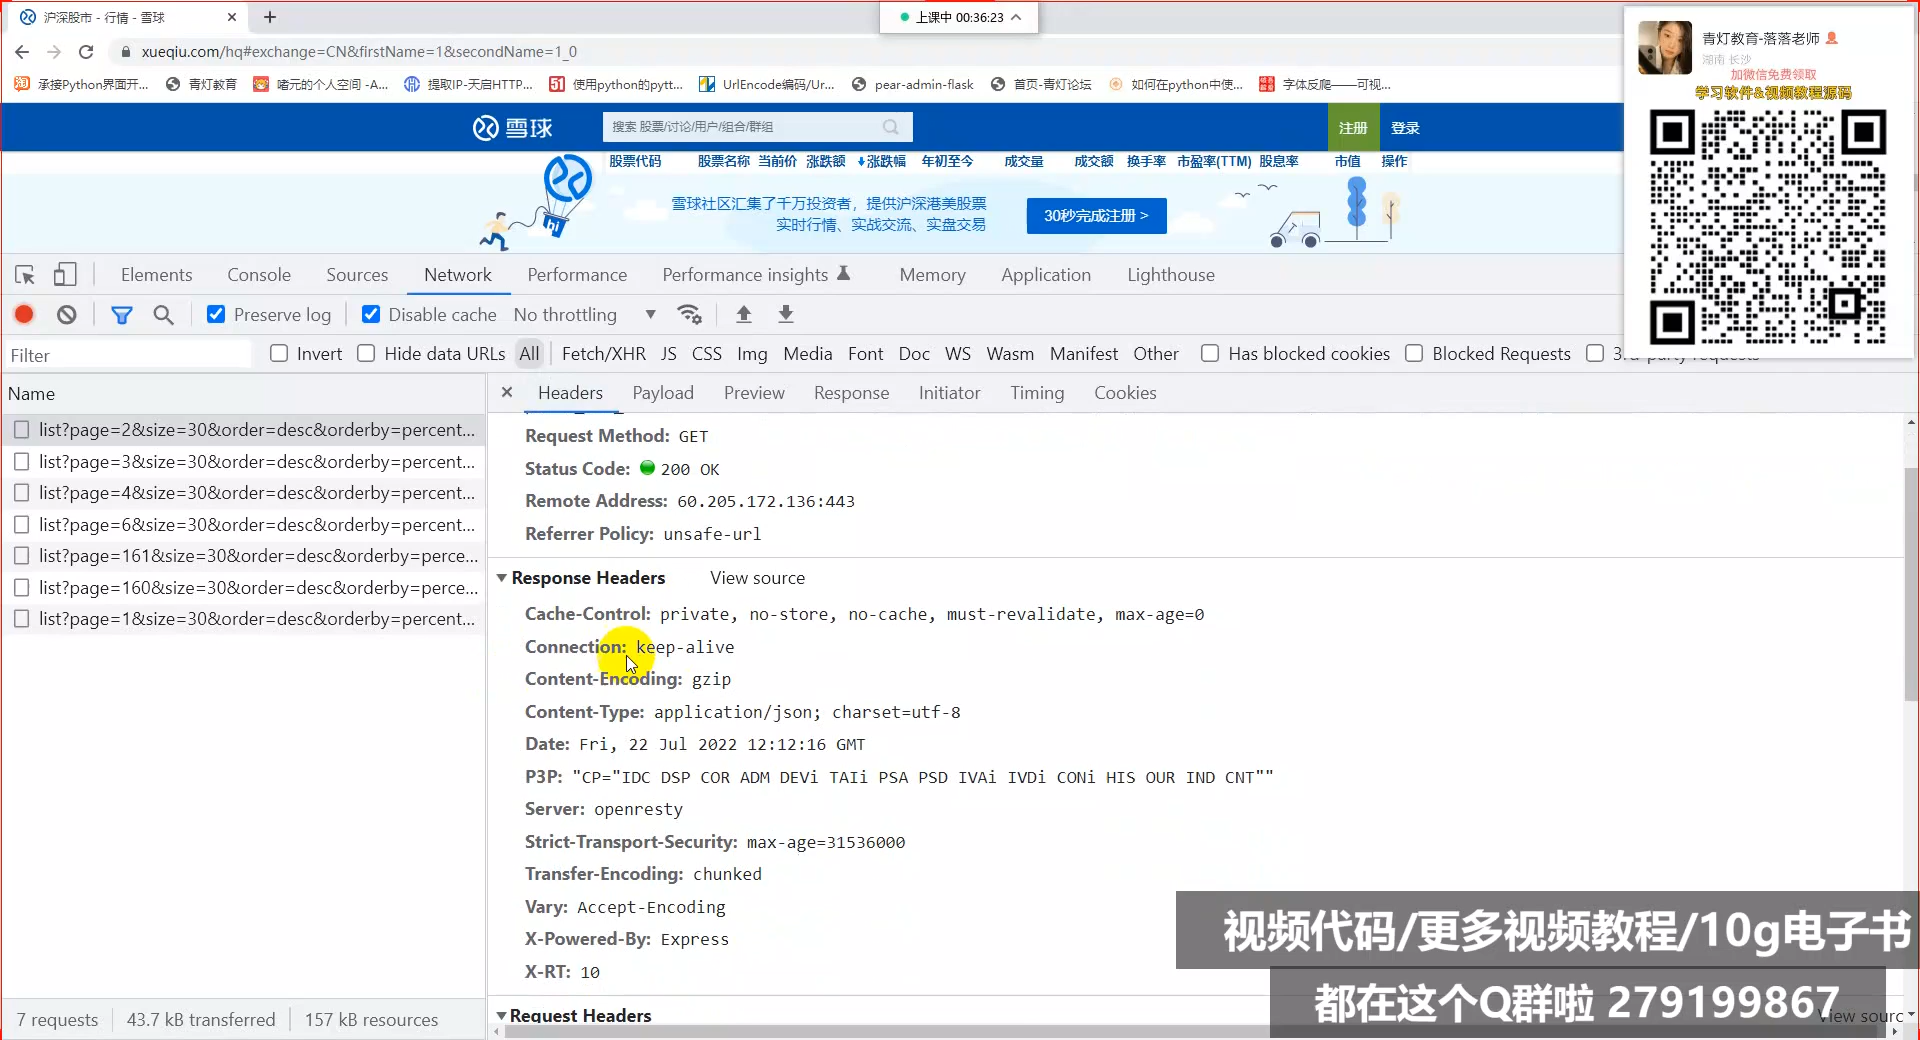 沪深股市 - 行情 - 雪球
上课中 00:36:23
xueqiu.com/hq#exchange=CN&firstName=1&secondName=1_0
承接Python界面开... 青灯教育 啫元的个人空间 -A... 提取IP-天启HTTP... 使用python的pytt... UrlEncode编码/Ur... pear-admin-flask 首页-青灯论坛 如何在python中使... 字体反爬——可视...
青灯教育-落落老师
湖南 长沙
加微信免费领取
学习软件&视频教程源码
雪球
搜索 股票/讨论/用户/组合/群组
注册 登录
股票代码 股票名称 当前价 涨跌额 涨跌幅 年初至今 成交量 成交额 换手率 市盈率(TTM) 股息率 市值 操作
hi
雪球社区汇集了千万投资者，提供沪深港美股票
实时行情、实战交流、实盘交易
30秒完成注册 >
Elements Console Sources Network Performance Performance insights Memory Application Lighthouse
Preserve log Disable cache No throttling
Filter Invert Hide data URLs All Fetch/XHR JS CSS Img Media Font Doc WS Wasm Manifest Other Has blocked cookies Blocked Requests 3rd-party requests
Name
list?page=2&size=30&order=desc&orderby=percent...
list?page=3&size=30&order=desc&orderby=percent...
list?page=4&size=30&order=desc&orderby=percent...
list?page=6&size=30&order=desc&orderby=percent...
list?page=161&size=30&order=desc&orderby=perce...
list?page=160&size=30&order=desc&orderby=perce...
list?page=1&size=30&order=desc&orderby=percent...
7 requests 43.7 kB transferred 157 kB resources
Headers Payload Preview Response Initiator Timing Cookies
Request Method: GET
Status Code: 200 OK
Remote Address: 60.205.172.136:443
Referrer Policy: unsafe-url
Response Headers View source
Cache-Control: private, no-store, no-cache, must-revalidate, max-age=0
Connection: keep-alive
Content-Encoding: gzip
Content-Type: application/json; charset=utf-8
Date: Fri, 22 Jul 2022 12:12:16 GMT
P3P: "CP="IDC DSP COR ADM DEVi TAIi PSA PSD IVAi IVDi CONi HIS OUR IND CNT""
Server: openresty
Strict-Transport-Security: max-age=31536000
Transfer-Encoding: chunked
Vary: Accept-Encoding
X-Powered-By: Express
X-RT: 10
Request Headers View sourc
视频代码/更多视频教程/10g电子书
都在这个Q群啦 279199867